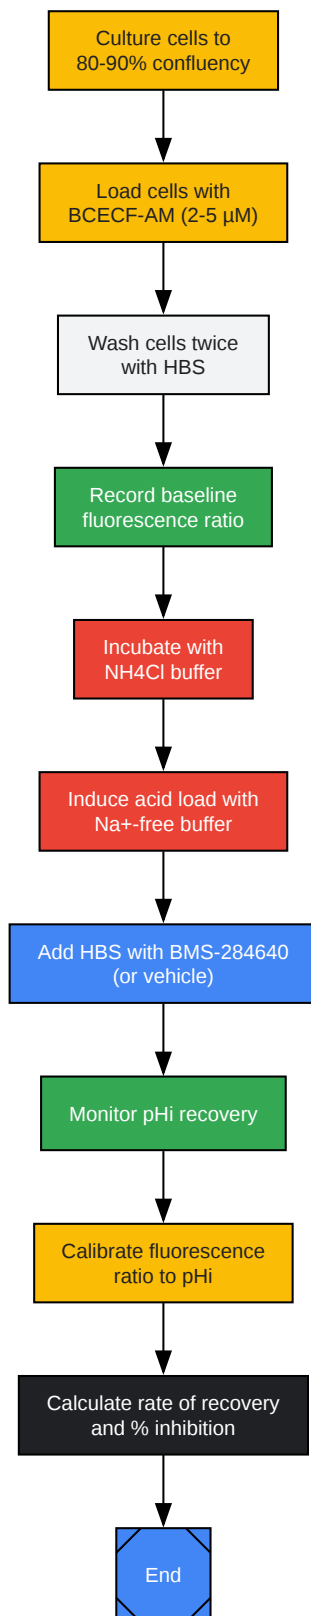 Culture cells to
80-90% confluency
Load cells with
BCECF-AM (2-5 µM)
Wash cells twice
with HBS
Record baseline
fluorescence ratio
Incubate with
NH4Cl buffer
Induce acid load with
Na+-free buffer
Add HBS with BMS-284640
(or vehicle)
Monitor pHi recovery
Calibrate fluorescence
ratio to pHi
Calculate rate of recovery
and % inhibition
End